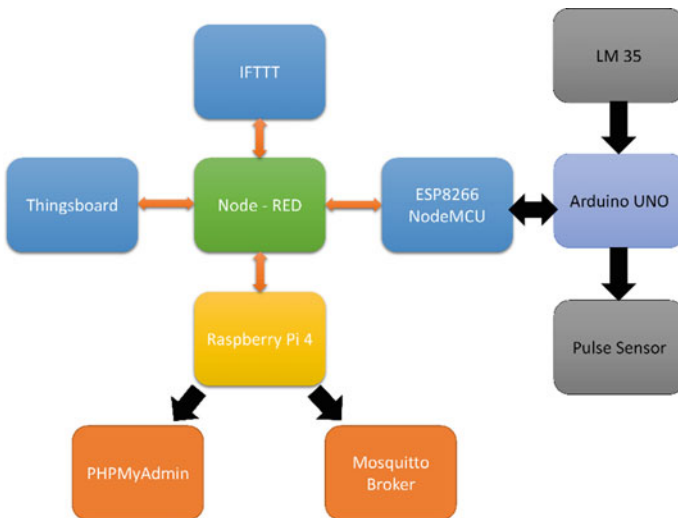 IFTTT
LM 35
Thingsboard
Node - RED
ESP8266
NodeMCU
Arduino UNO
Raspberry Pi 4
Pulse Sensor
PHPMyAdmin
Mosquitto
Broker